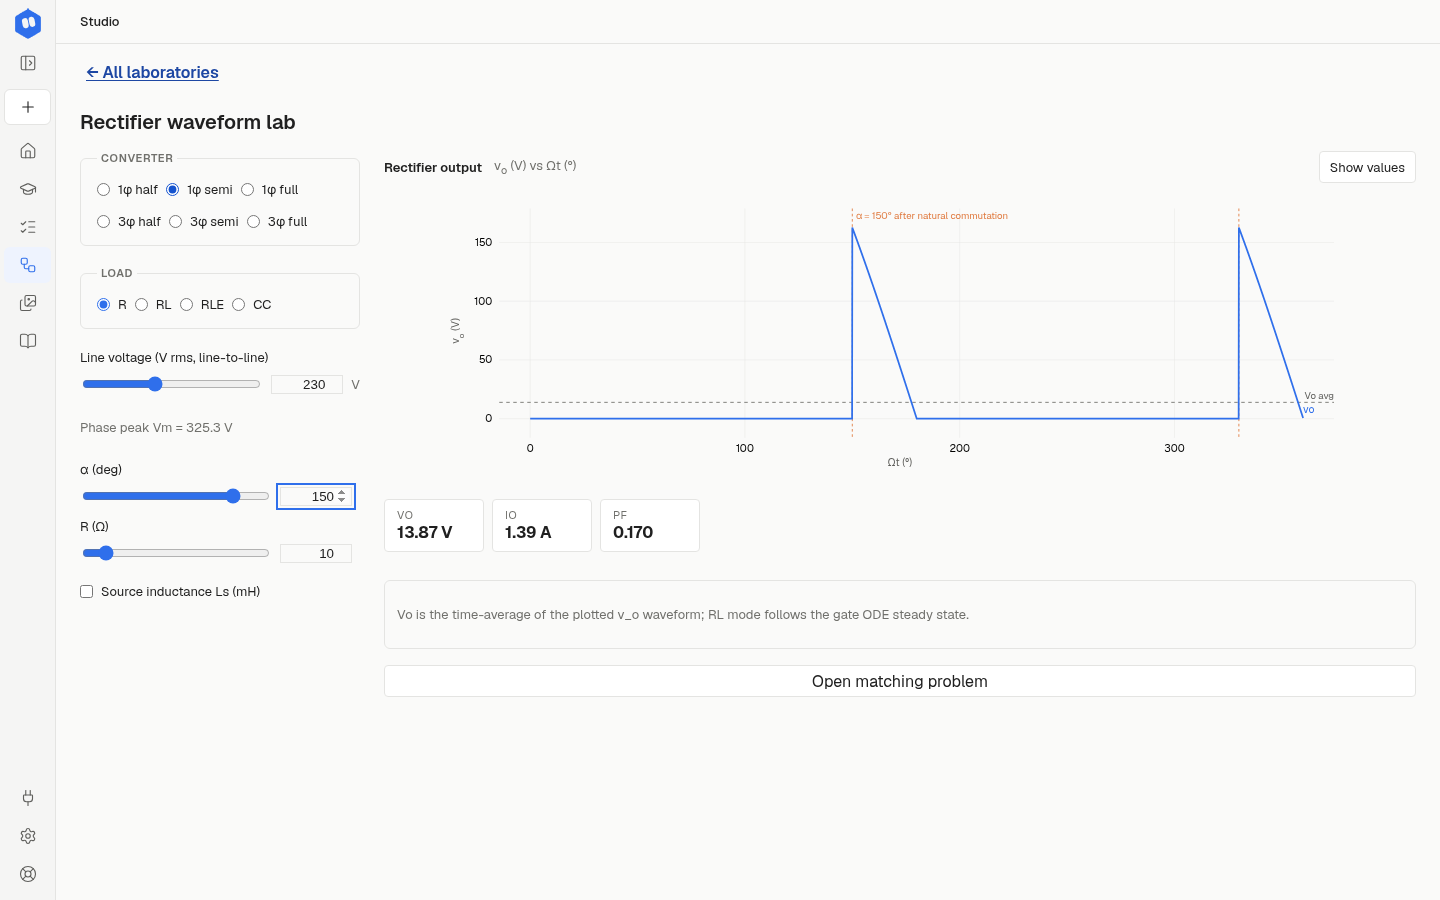 Studio
← All laboratories
Rectifier waveform lab
CONVERTER
1φ half 1φ semi 1φ full
3φ half 3φ semi 3φ full
LOAD
R RL RLE CC
Line voltage (V rms, line-to-line)
230 V
Phase peak Vm = 325.3 V
α (deg)
150
R (Ω)
10
Source inductance Ls (mH)
Rectifier output vo (V) vs Ωt (°)
Show values
α = 150° after natural commutation
150
100
50
0
vo (V)
Vo avg
vo
0 100 200 300
Ωt (°)
VO
13.87 V
IO
1.39 A
PF
0.170
Vo is the time-average of the plotted v_o waveform; RL mode follows the gate ODE steady state.
Open matching problem